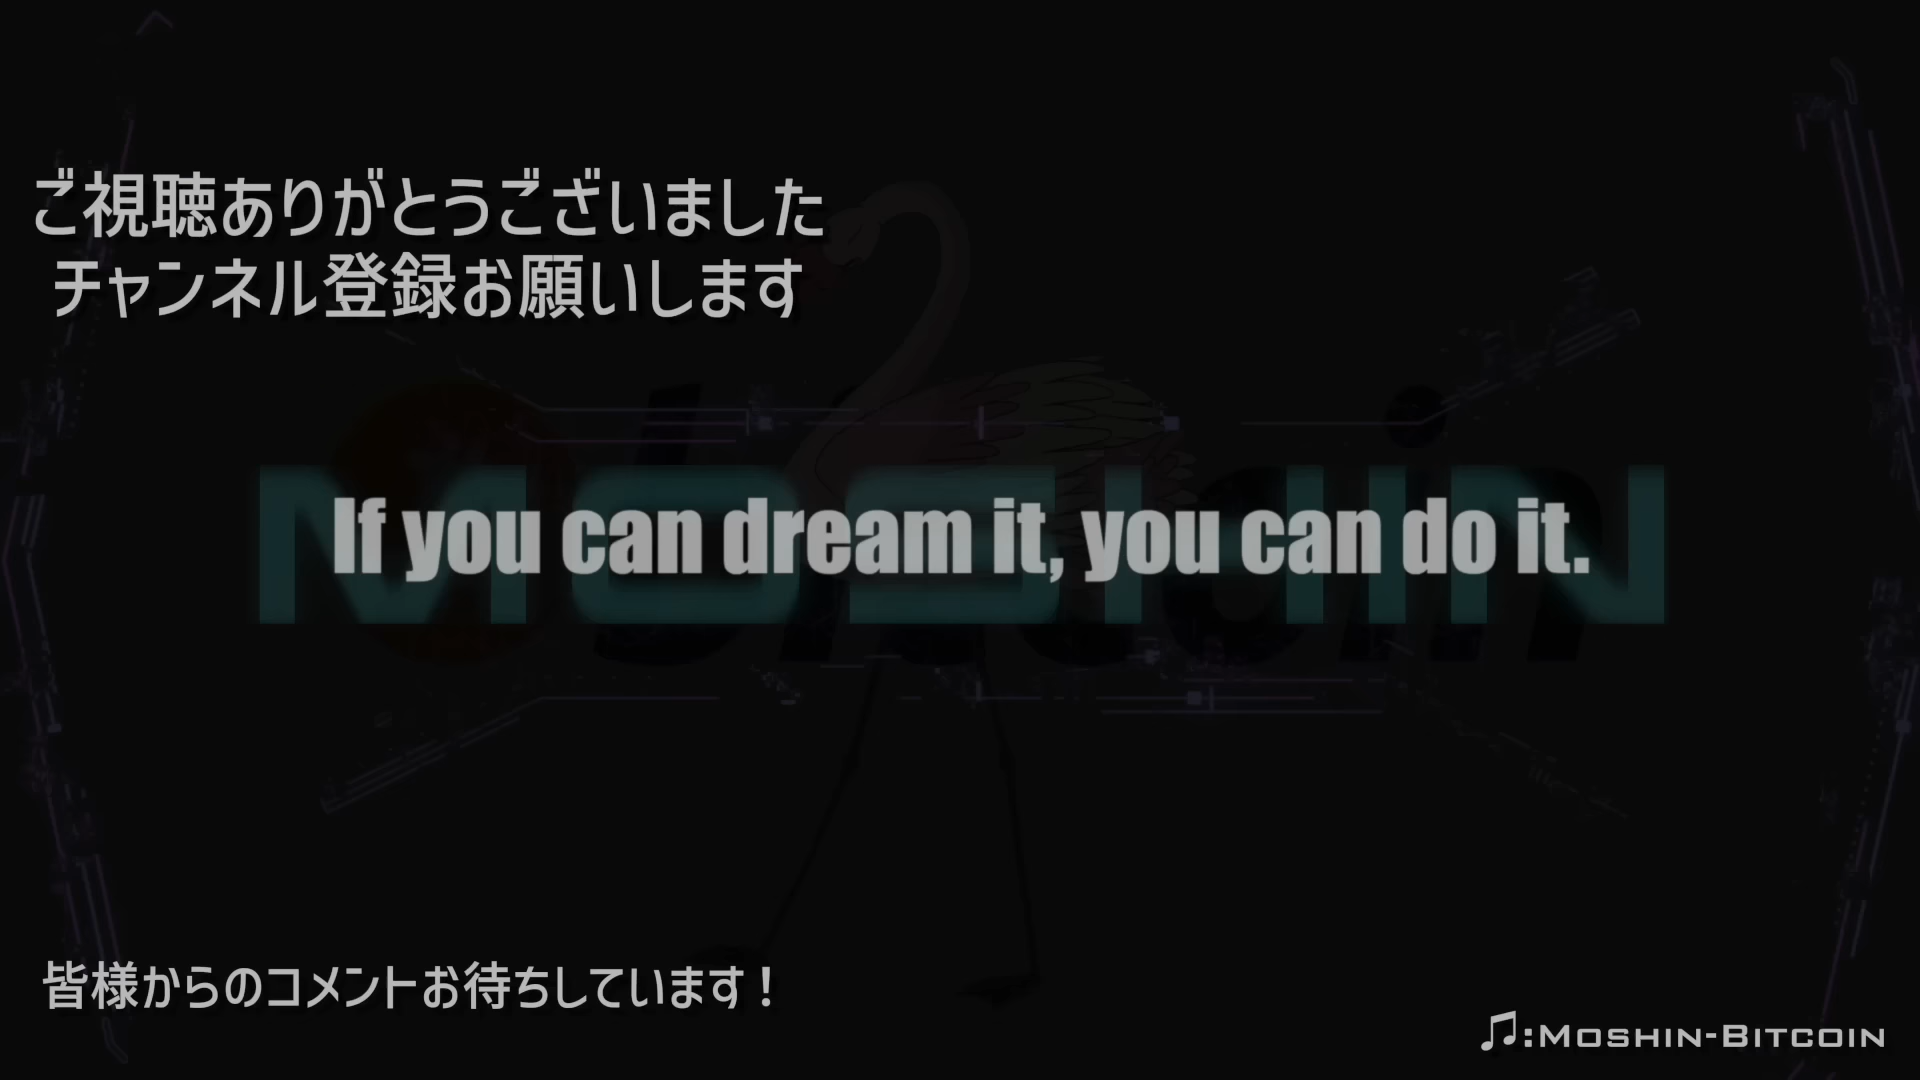 ご視聴ありがとうございました
チャンネル登録お願いします
bitcoin
MOSHIN
If you can dream it, you can do it.
皆様からのコメントお待ちしています！
♫:Moshin-Bitcoin